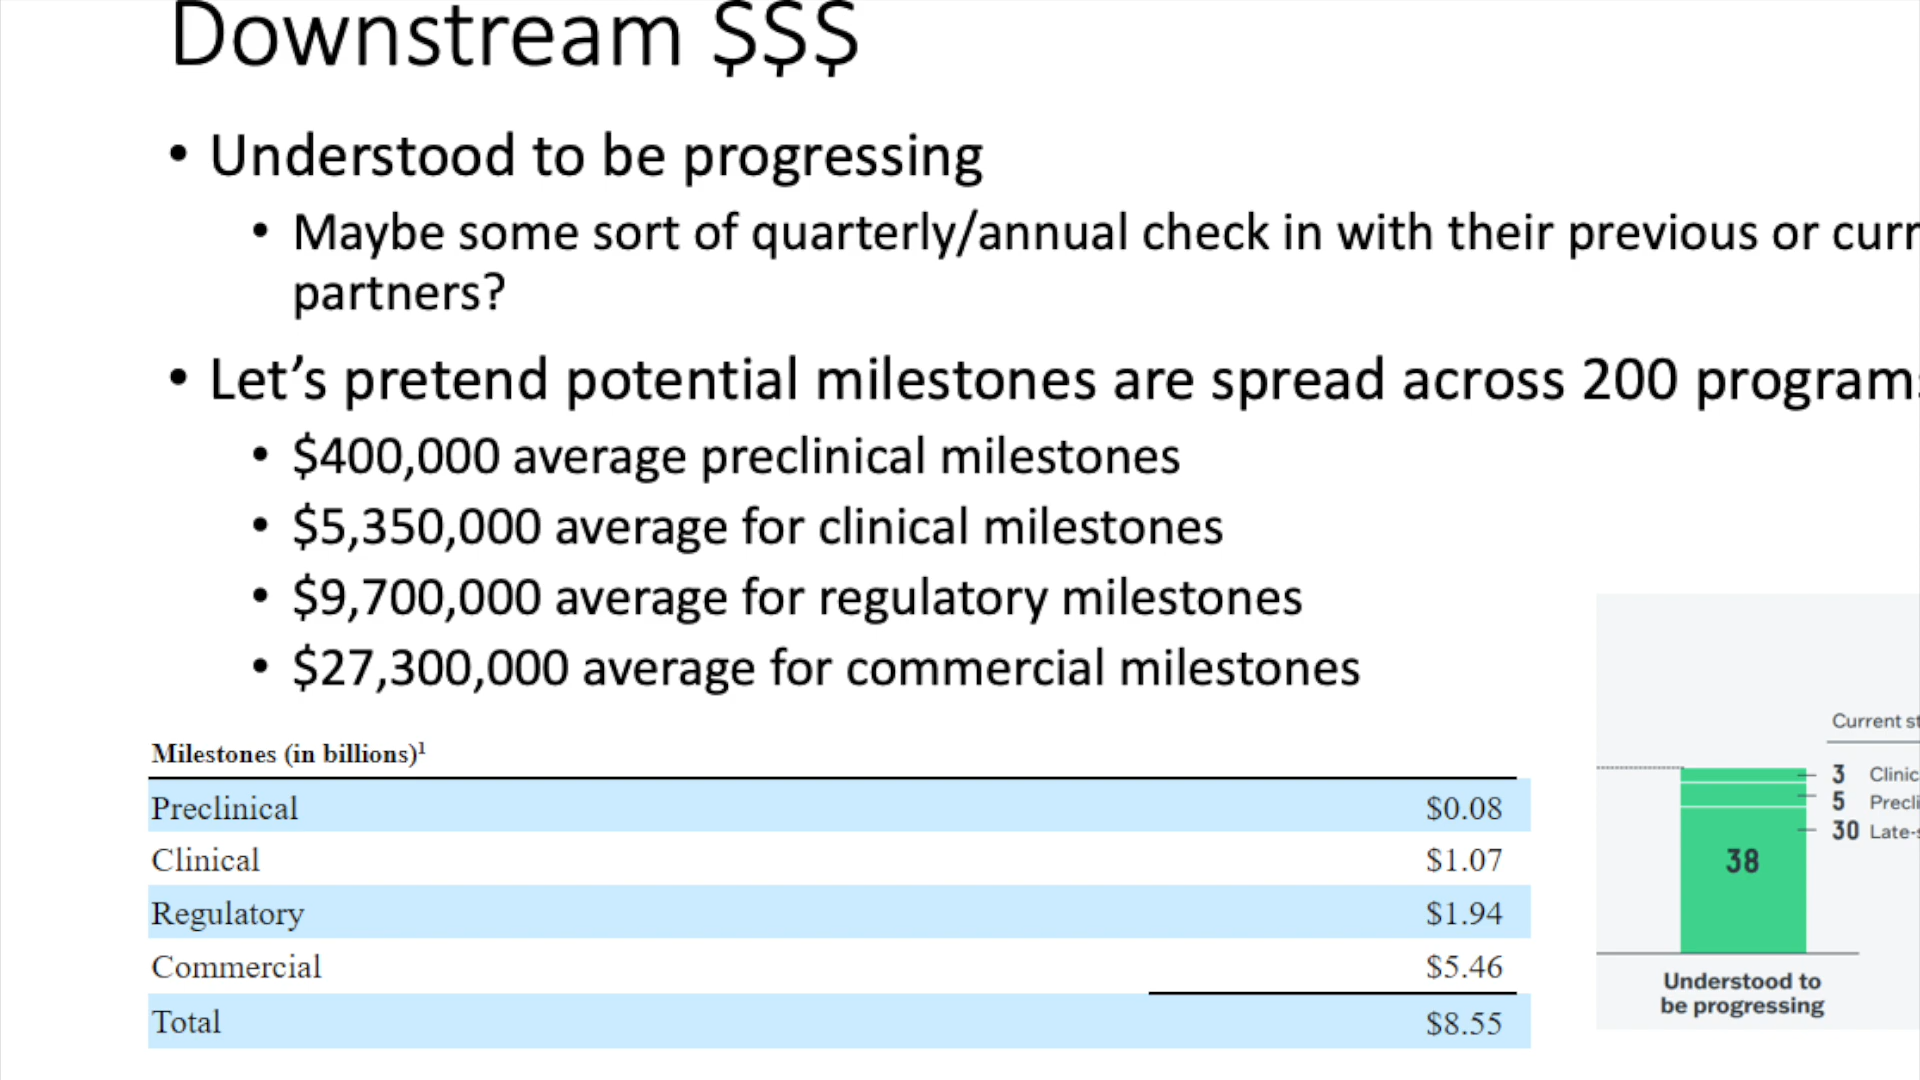 Downstream $$$
• Understood to be progressing
• Maybe some sort of quarterly/annual check in with their previous or
partners?
• Let’s pretend potential milestones are spread across 200
• $400,000 average preclinical milestones
• $5,350,000 average for clinical milestones
• $9,700,000 average for regulatory milestones
• $27,300,000 average for commercial milestones
Milestones (in billions)¹
Preclinical $0.08
Clinical $1.07
Regulatory $1.94
Commercial $5.46
Total $8.55
Current
3
5
30
38
Understood to
be progressing